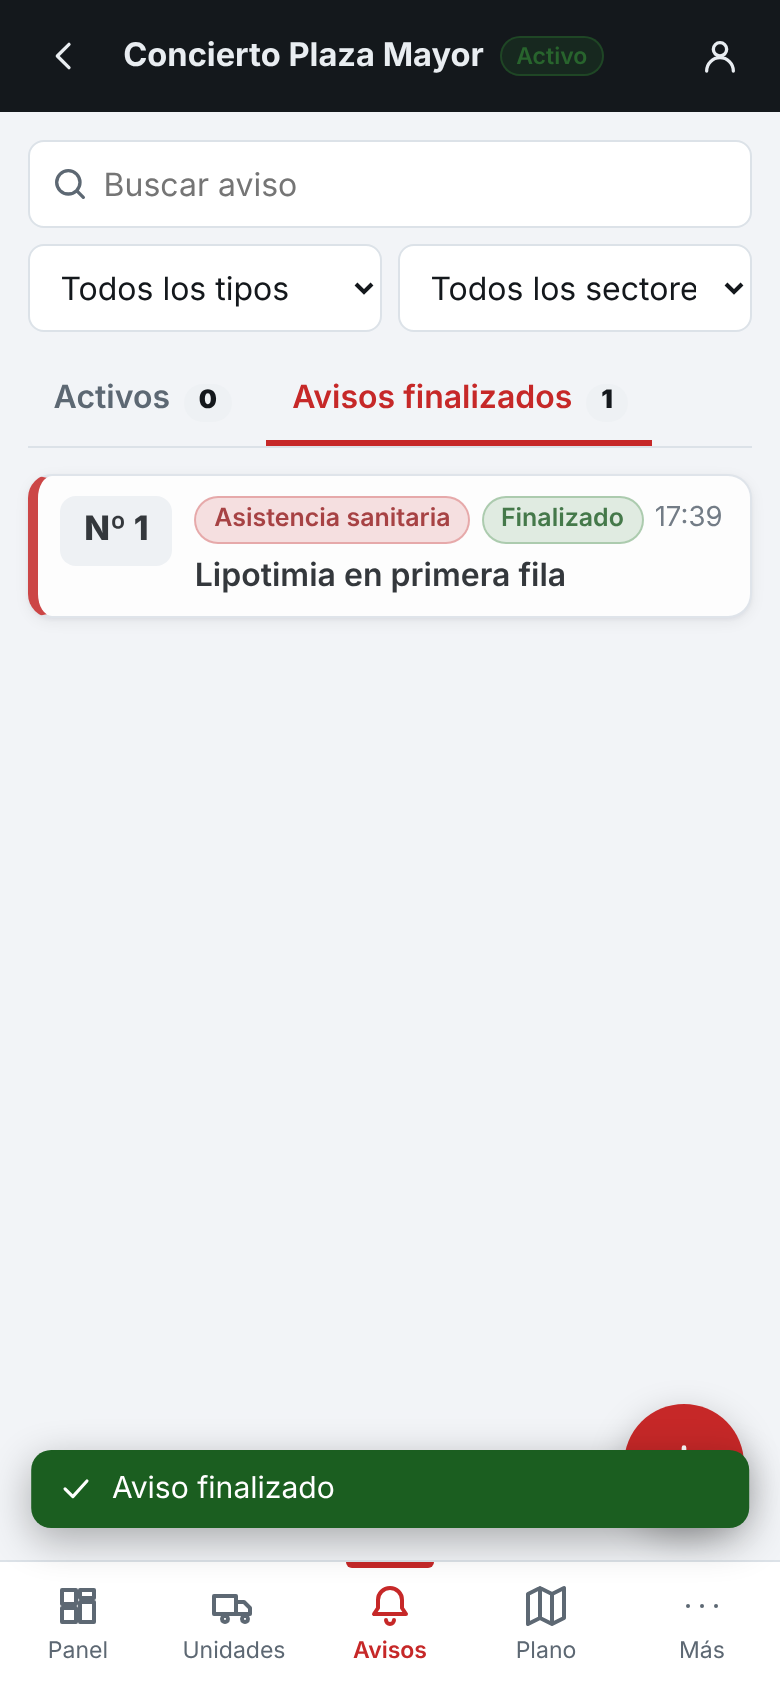 Concierto Plaza Mayor Activo
Buscar aviso
Todos los tipos Todos los sectore
Activos 0 Avisos finalizados 1
Nº 1 Asistencia sanitaria Finalizado 17:39
Lipotimia en primera fila
Aviso finalizado
Panel Unidades Avisos Plano Más